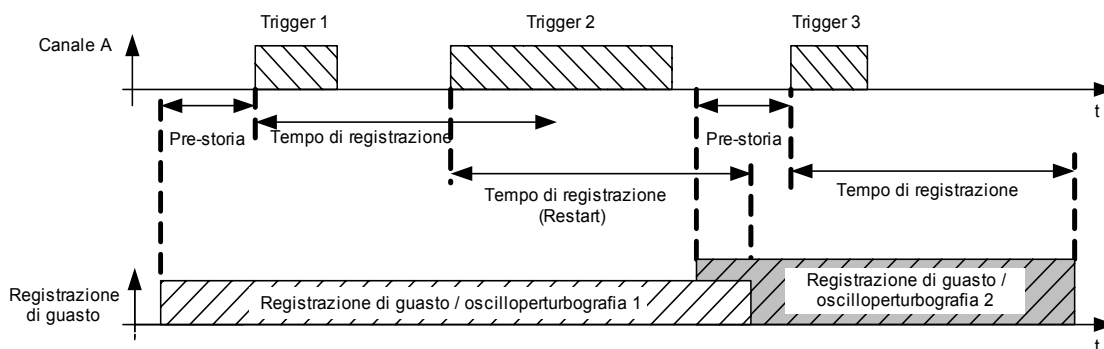 Trigger 1
Trigger 2
Trigger 3
Canale A
t
Pre-storia
Tempo di registrazione
Pre-storia
Tempo di registrazione
(Restart)
Tempo di registrazione
Registrazione
di guasto
Registrazione di guasto / oscilloperturbografia 1
Registrazione di guasto /
oscilloperturbografia 2
t